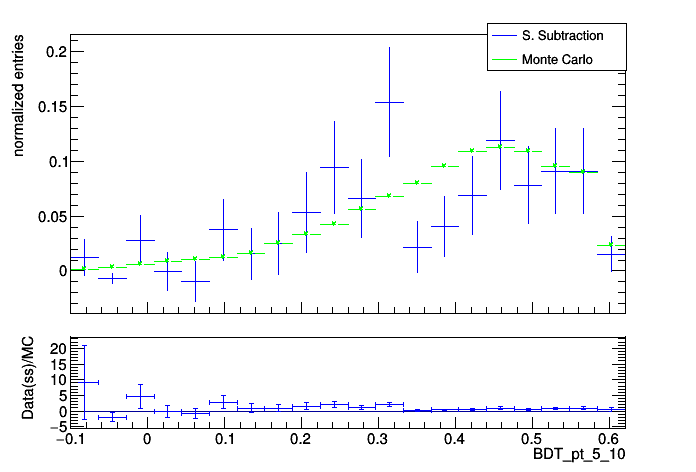 S. Subtraction
Monte Carlo
normalized entries
0.2
0.15
0.1
0.05
0
Data(ss)/MC
20
15
10
5
0
−5
−0.1 0 0.1 0.2 0.3 0.4 0.5 0.6
BDT_pt_5_10